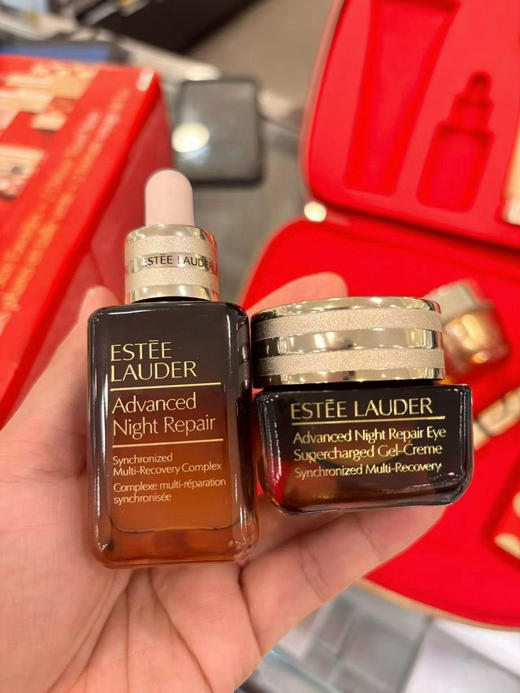 ESTĒE LAUDER
ESTĒE
LAUDER
Advanced
Night Repair
Synchronized
Multi-Recovery Complex
Complexe multi-réparation
synchronisée
ESTĒE LAUDER
Advanced Night Repair Eye
Supercharged Gel-Creme
Synchronized Multi-Recovery